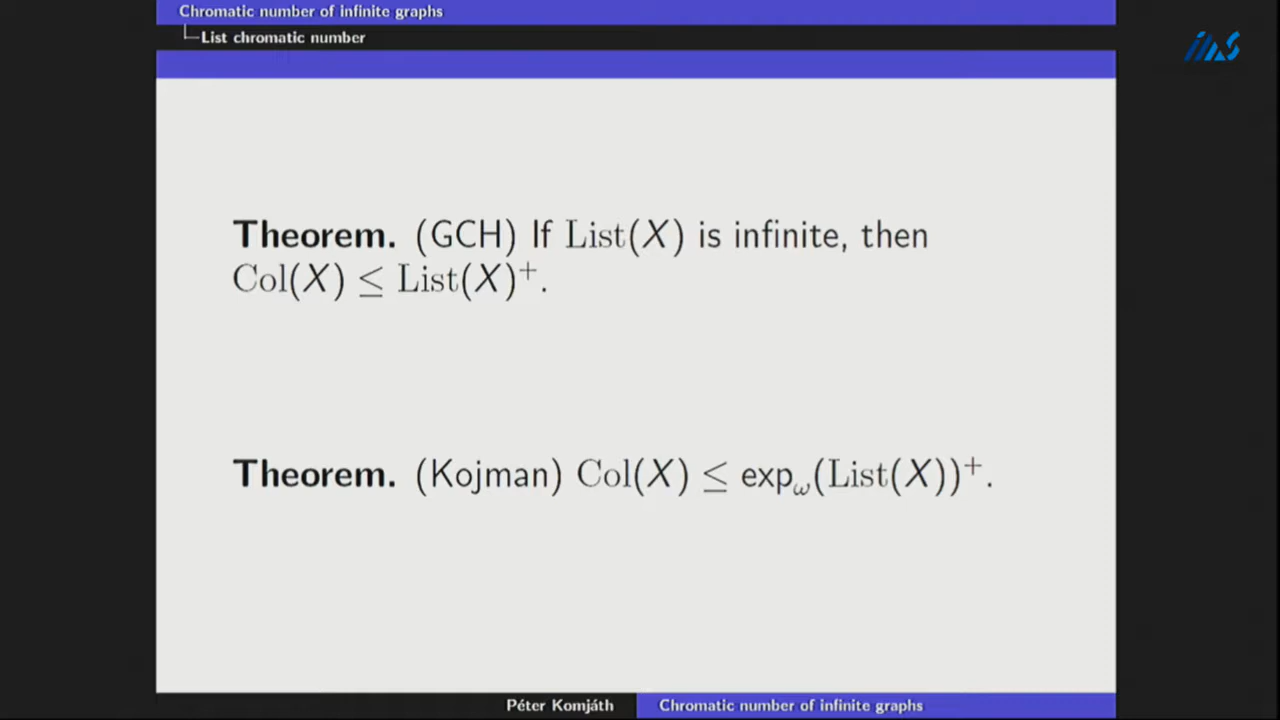 Chromatic number of infinite graphs
List chromatic number
ims
Theorem. (GCH) If List(X) is infinite, then
Col(X) ≤ List(X)⁺.
Theorem. (Kojman) Col(X) ≤ exp_ω(List(X))⁺.
Péter Komjáth
Chromatic number of infinite graphs